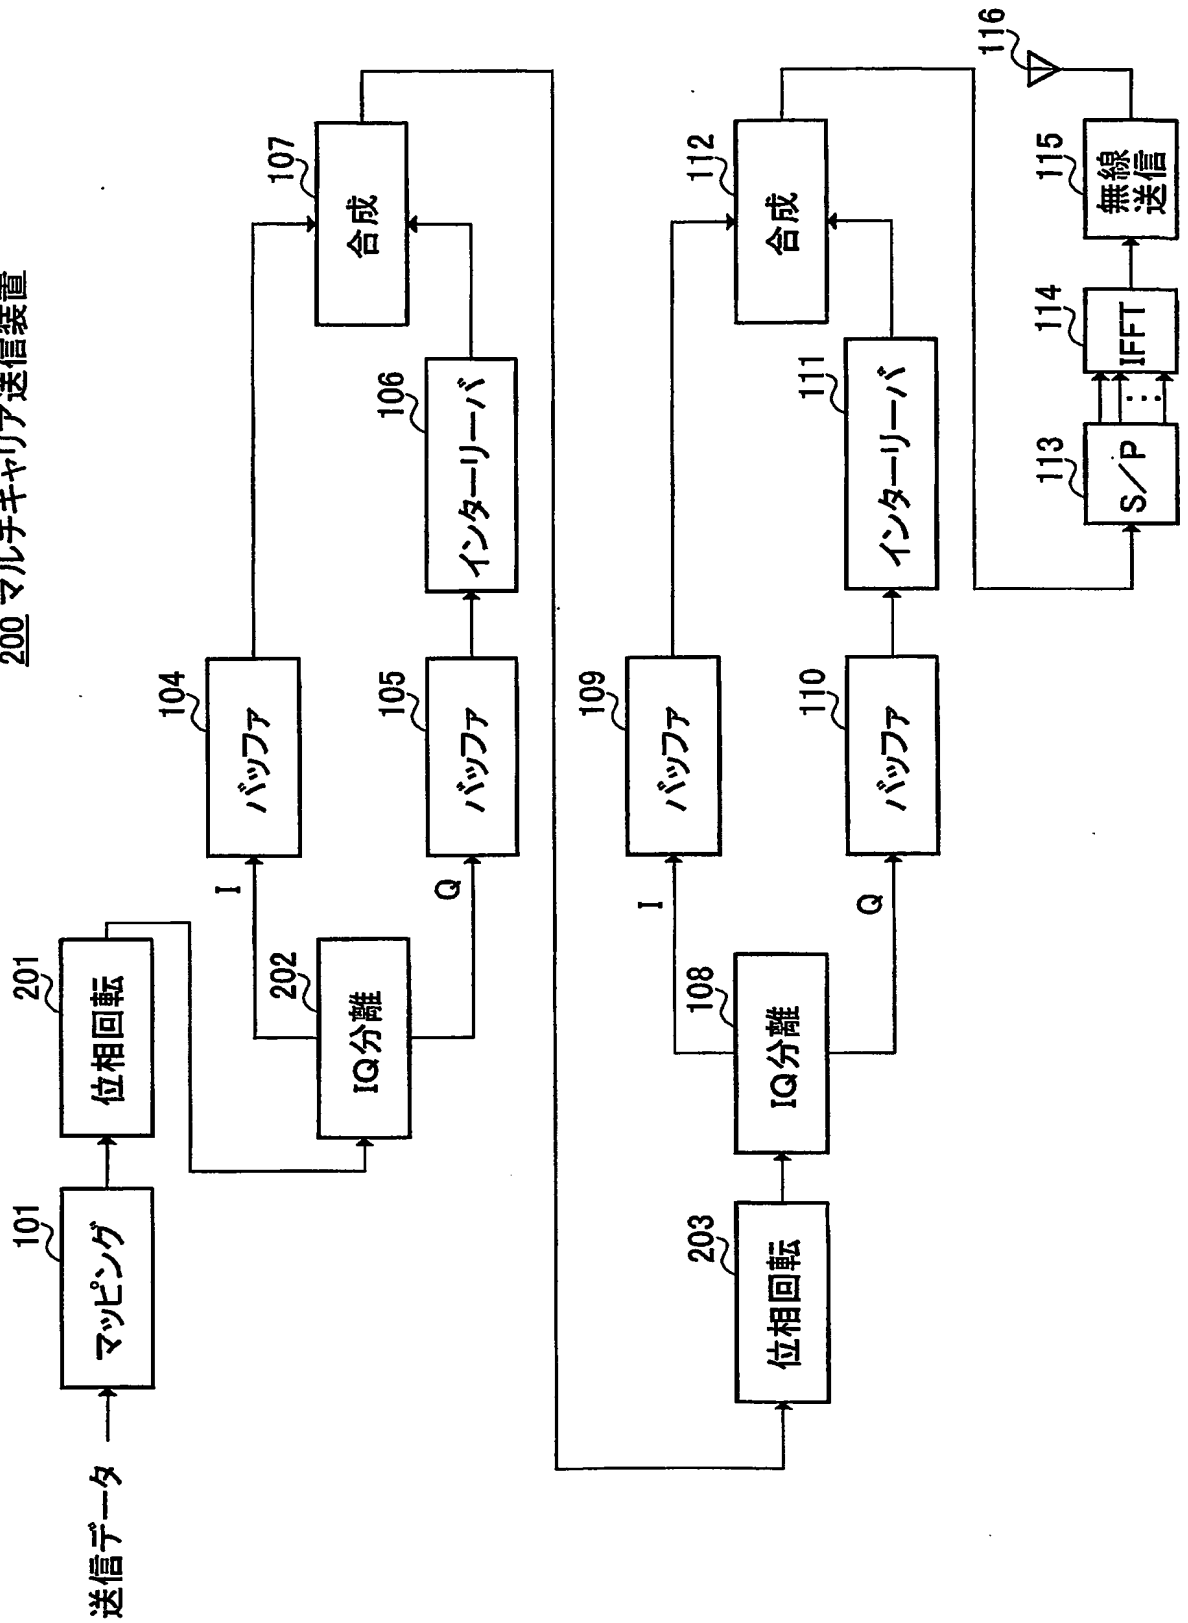 200 マルチキャリア送信装置
送信データ
101
マッピング
201
位相回転
202
IQ分離
I
Q
104
バッファ
105
バッファ
106
インターリーバ
107
合成
203
位相回転
108
IQ分離
I
Q
109
バッファ
110
バッファ
111
インターリーバ
112
合成
113
S/P
114
IFFT
115
無線
送信
116